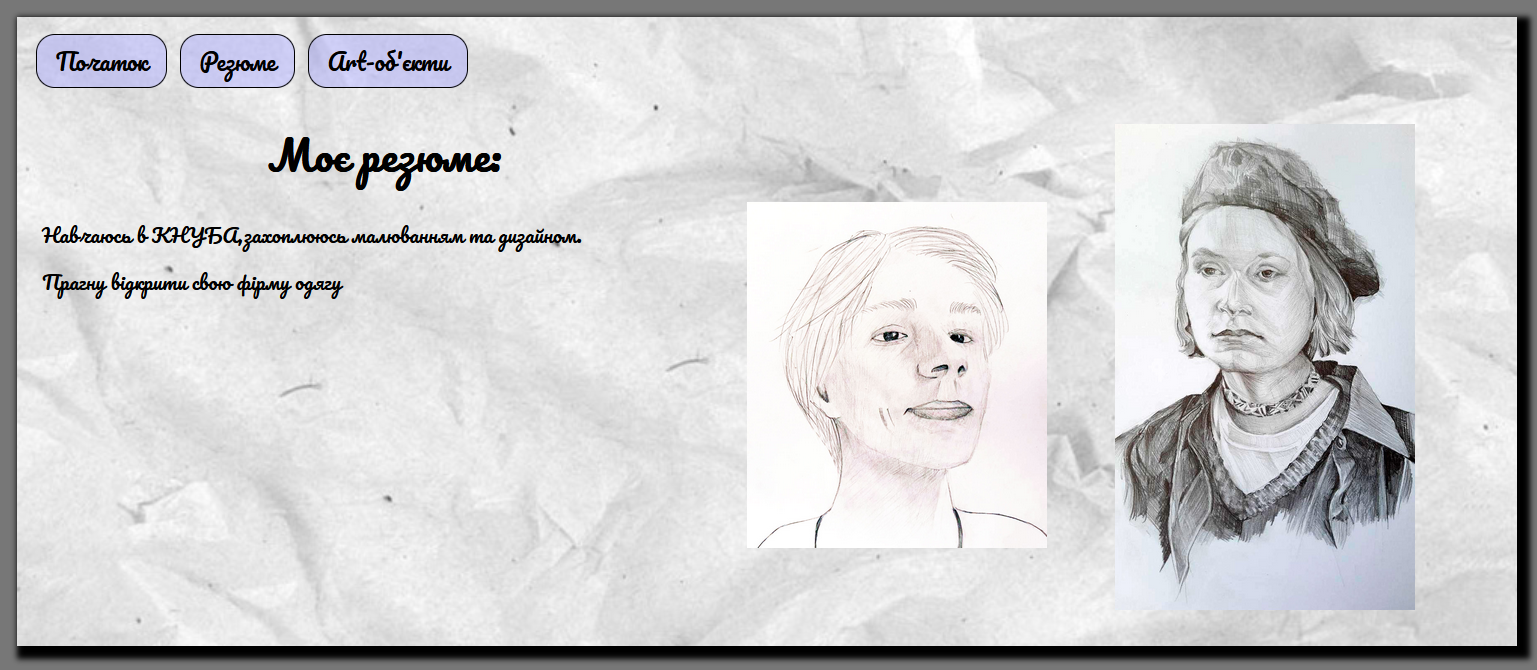 Початок
Резюме
Art-об'єкти
Моє резюме:
Навчаюсь в КНУБА,захоплююсь малюванням та дизайном.
Прагну відкрити свою фірму одягу